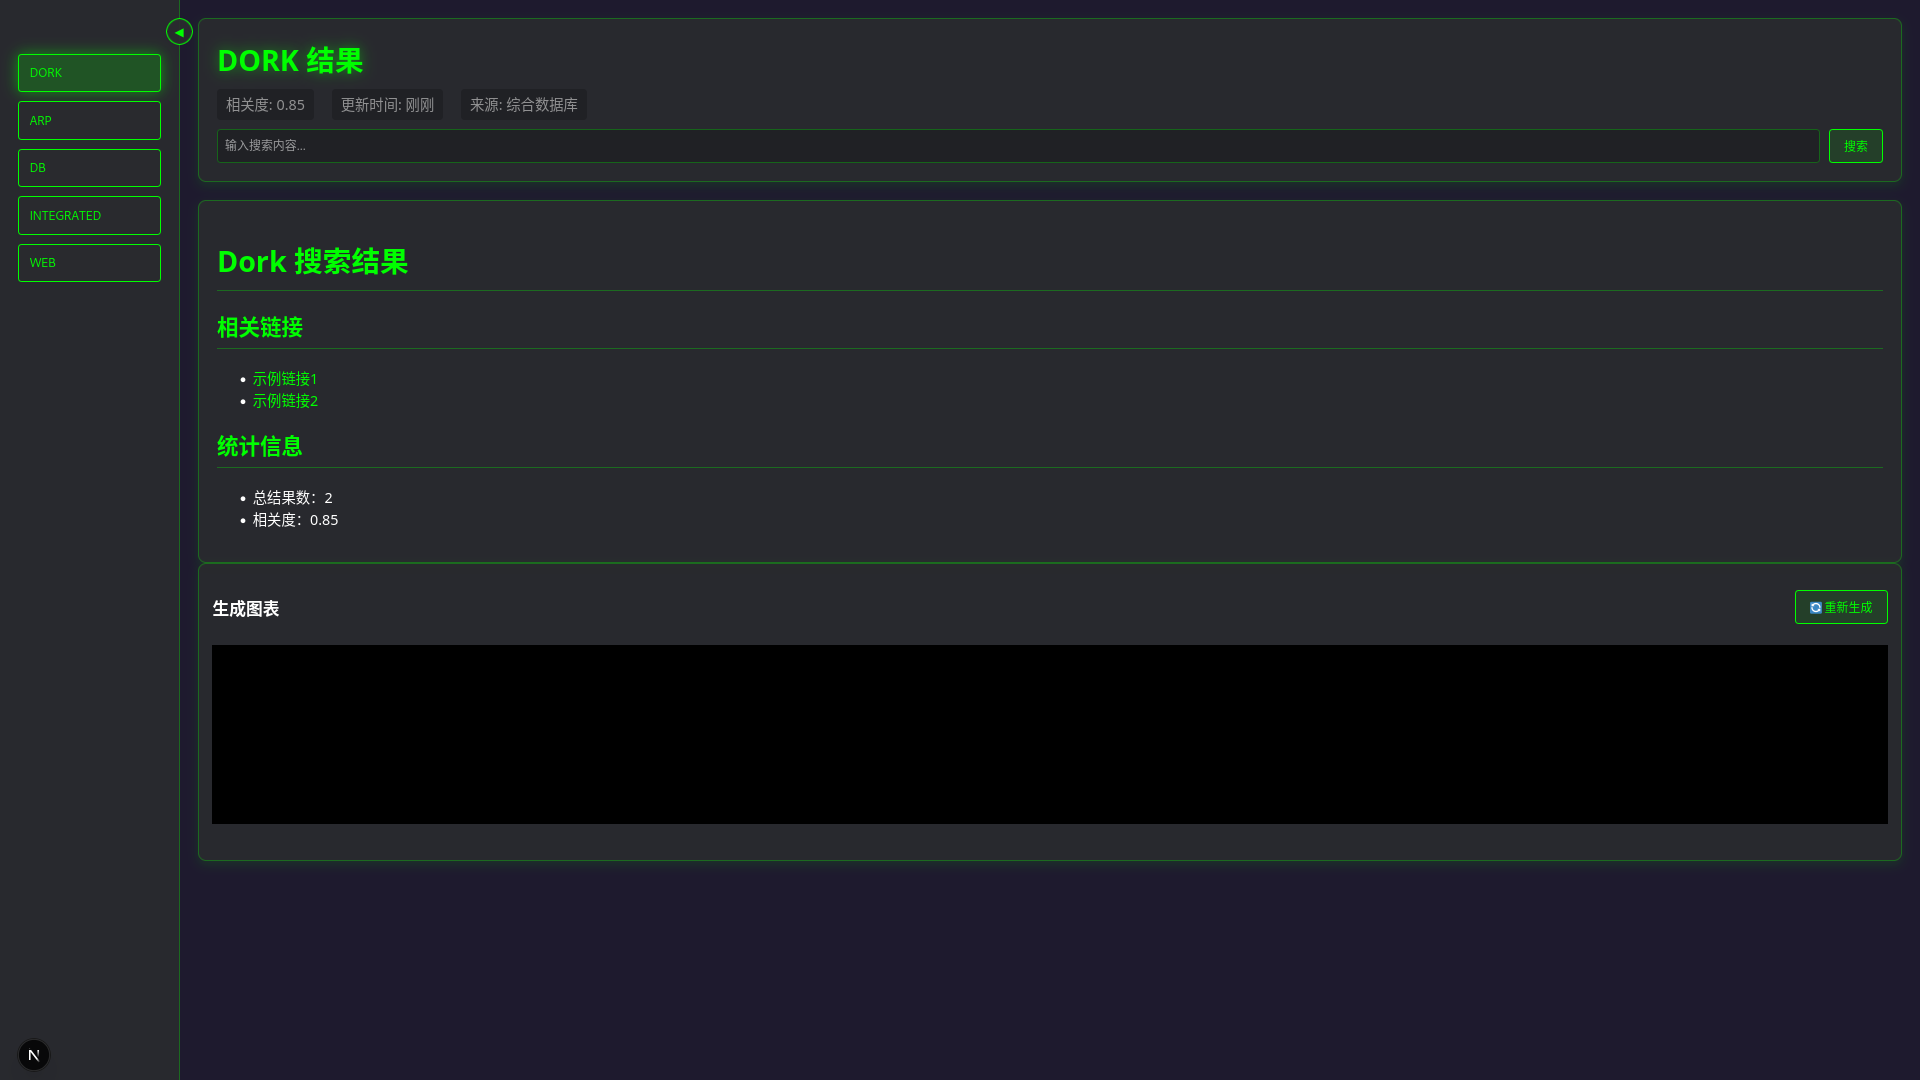 ◀
DORK
ARP
DB
INTEGRATED
WEB
DORK 结果
相关度: 0.85 更新时间: 刚刚 来源: 综合数据库
输入搜索内容...
搜索
Dork 搜索结果
相关链接
• 示例链接1
• 示例链接2
统计信息
• 总结果数：2
• 相关度：0.85
生成图表
🔄 重新生成
N